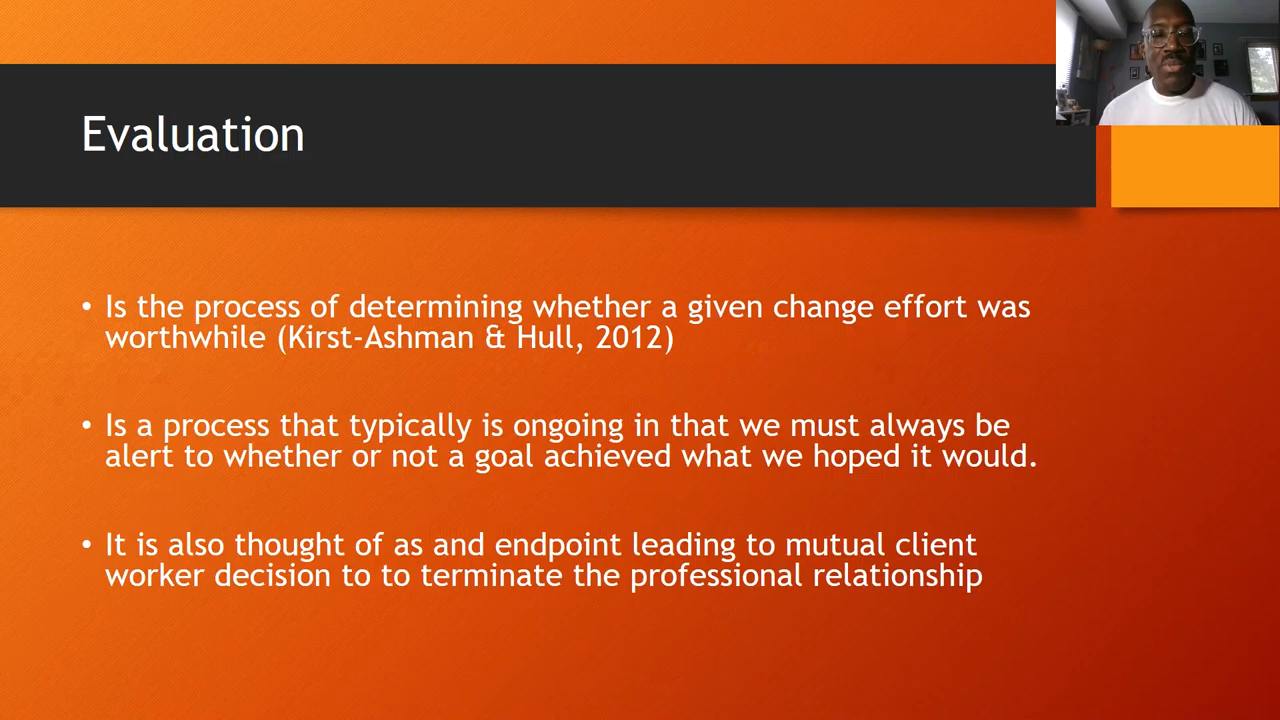 Evaluation
• Is the process of determining whether a given change effort was
worthwhile (Kirst-Ashman & Hull, 2012)
• Is a process that typically is ongoing in that we must always be
alert to whether or not a goal achieved what we hoped it would.
• It is also thought of as and endpoint leading to mutual client
worker decision to to terminate the professional relationship